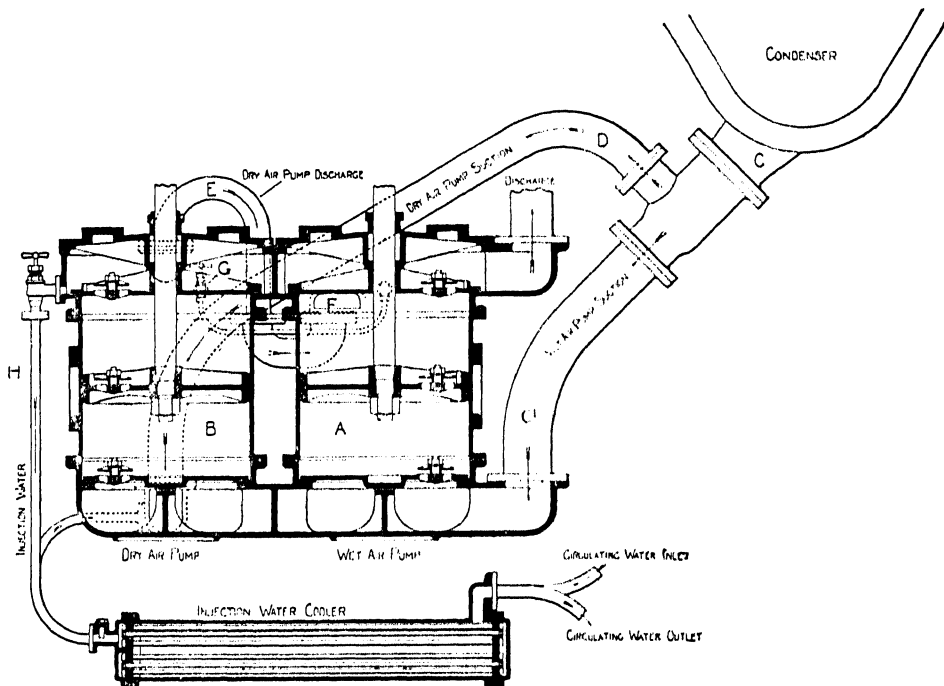 CONDENSER
C
D
DRY AIR PUMP SUCTION
DISCHARGE
DRY AIR PUMP DISCHARGE
E
G
F
WET AIR PUMP SUCTION
H
B
A
C'
INJECTION WATER
DRY AIR PUMP
WET AIR PUMP
CIRCULATING WATER INLET
INJECTION WATER COOLER
CIRCULATING WATER OUTLET